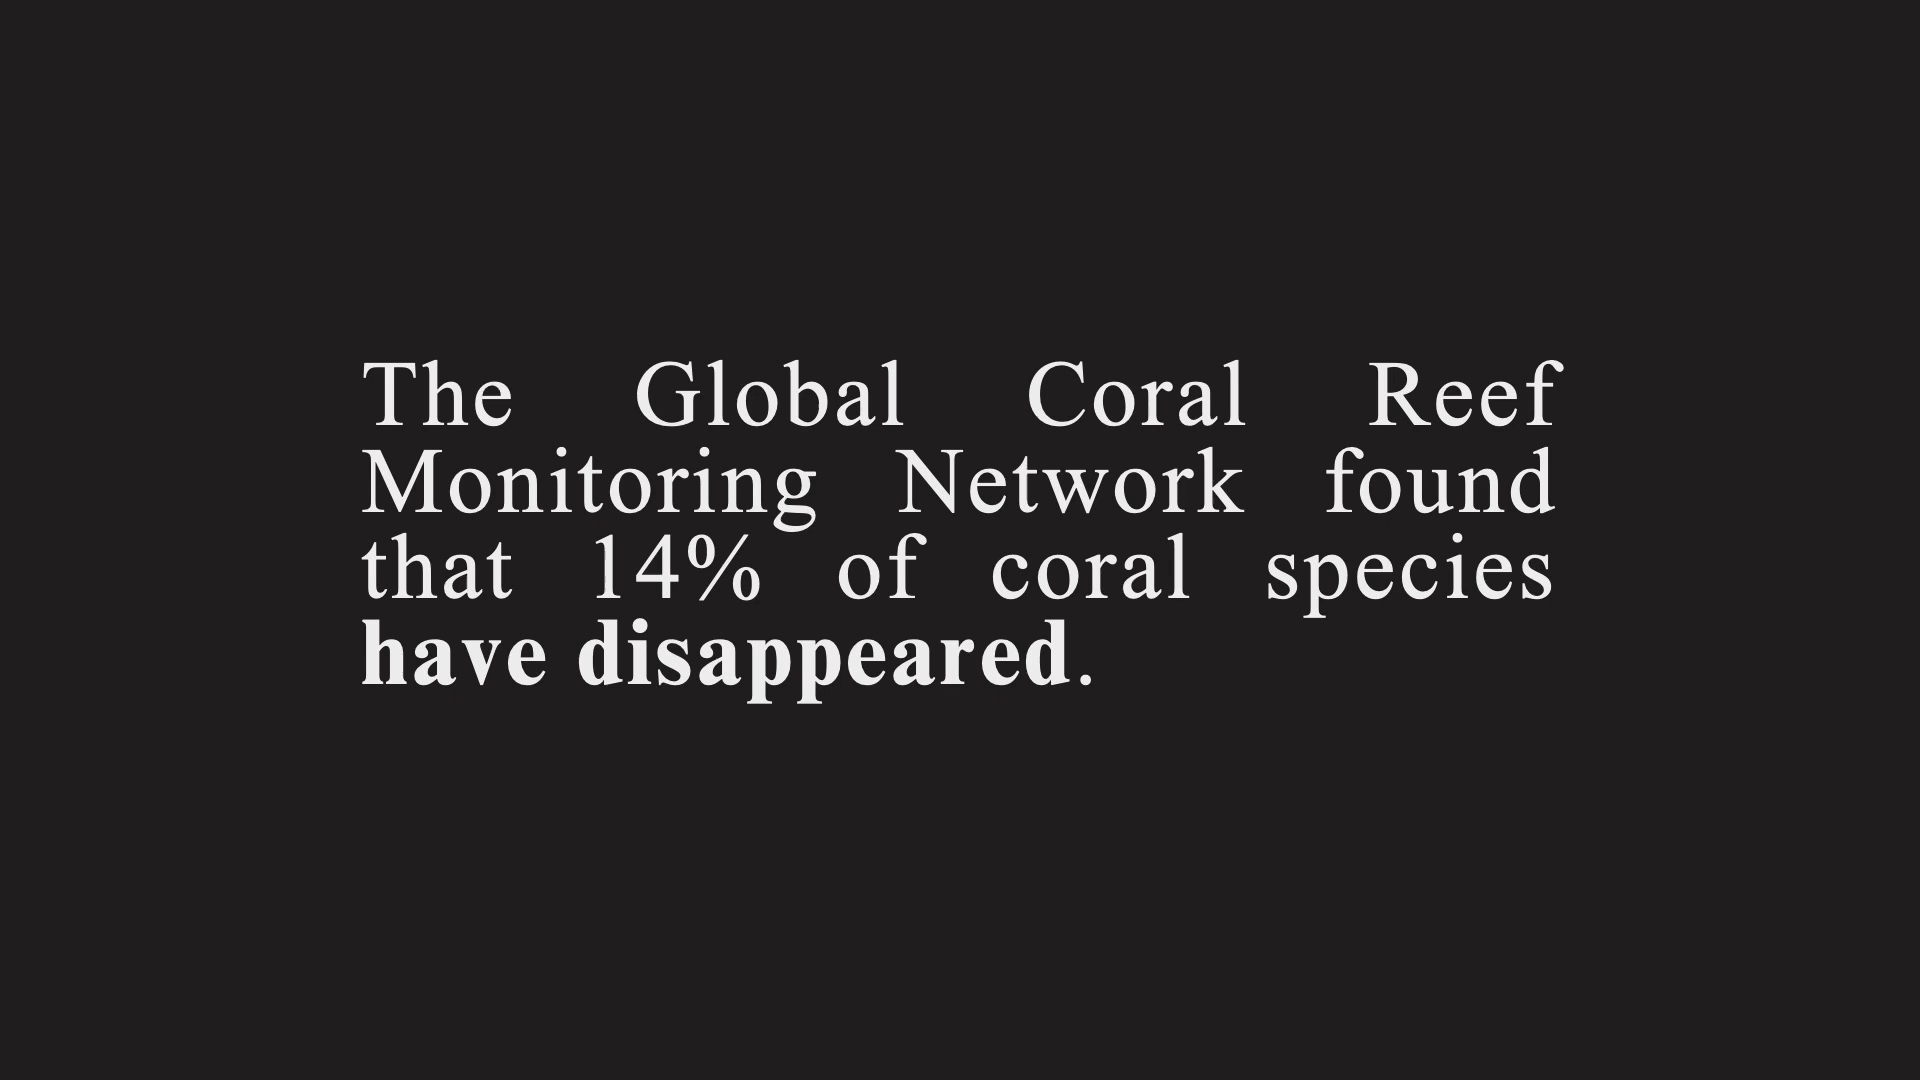 The Global Coral Reef
Monitoring Network found
that 14% of coral species
have disappeared.